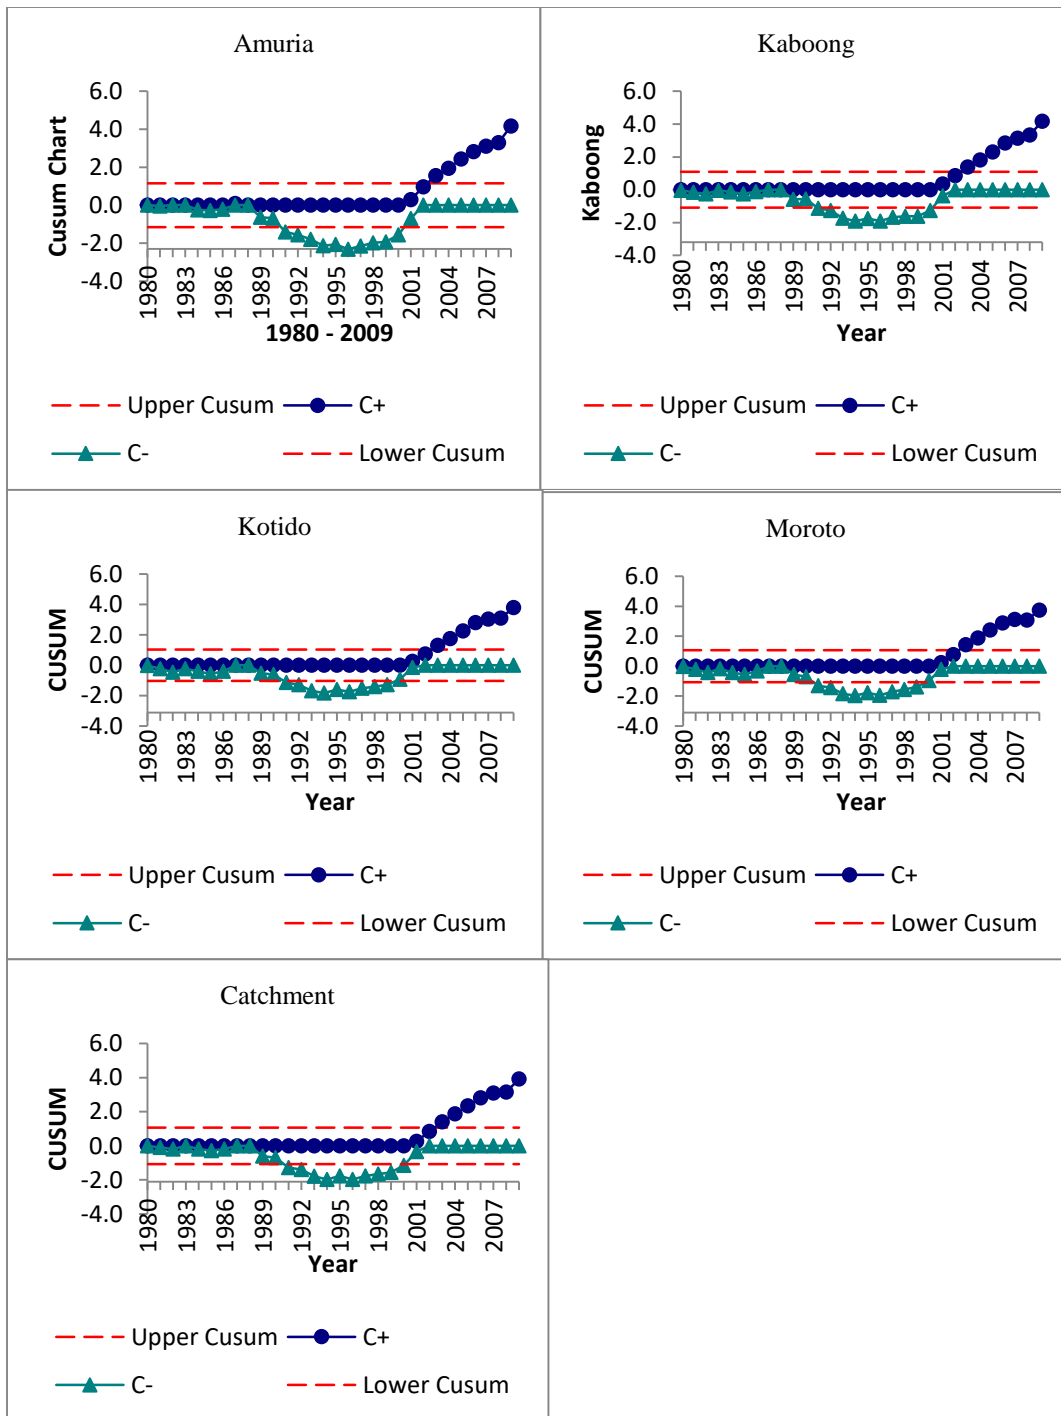 Amuria
6.0
4.0
2.0
0.0
-2.0
-4.0
Cusum Chart
1980 1983 1986 1989 1992 1995 1998 2001 2004 2007
1980 - 2009
Upper Cusum C+
C- Lower Cusum
Kaboong
6.0
4.0
2.0
0.0
-2.0
-4.0
Kaboong
1980 1983 1986 1989 1992 1995 1998 2001 2004 2007
Year
Upper Cusum C+
C- Lower Cusum
Kotido
6.0
4.0
2.0
0.0
-2.0
-4.0
CUSUM
1980 1983 1986 1989 1992 1995 1998 2001 2004 2007
Year
Upper Cusum C+
C- Lower Cusum
Moroto
6.0
4.0
2.0
0.0
-2.0
-4.0
CUSUM
1980 1983 1986 1989 1992 1995 1998 2001 2004 2007
Year
Upper Cusum C+
C- Lower Cusum
Catchment
6.0
4.0
2.0
0.0
-2.0
-4.0
CUSUM
1980 1983 1986 1989 1992 1995 1998 2001 2004 2007
Year
Upper Cusum C+
C- Lower Cusum